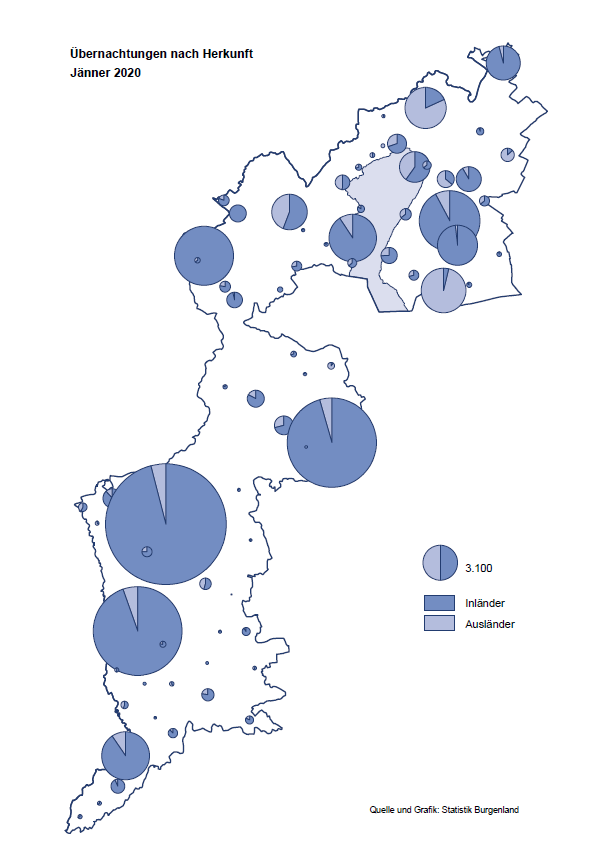 Übernachtungen nach Herkunft
Jänner 2020
3.100
Inländer
Ausländer
Quelle und Grafik: Statistik Burgenland